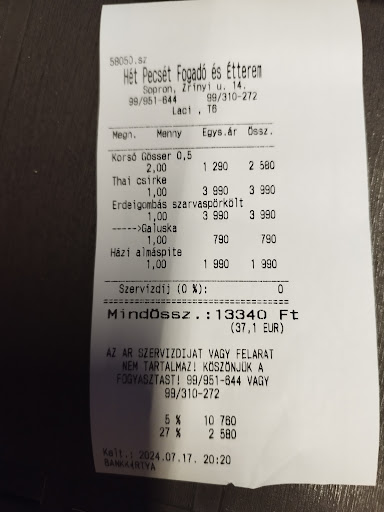 58050.sz
Hét Pecsét Fogadó és Étterem
Sopron, Zrínyi u. 14.
99/951-644 99/310-272
Laci , T6
Megn. Menny Egys.ár Össz.
Korsó Gösser 0,5
2,00 1 290 2 580
Thai csirke
1,00 3 990 3 990
Erdeigombás szarvaspörkölt
1,00 3 990 3 990
----->Galuska
1,00 790 790
Házi almáspite
1,00 1 990 1 990
Szervizdíj (0 %): 0
Mindössz.:13340 Ft
(37,1 EUR)
AZ ÁR SZERVIZDIJAT VAGY FELARAT
NEM TARTALMAZ! KÖSZÖNJÜK A
FOGYASZTAST! 99/951-644 VAGY
99/310-272
5 % 10 760
27 % 2 580
Kelt.: 2024.07.17. 20:20
BANKKÁRTYA